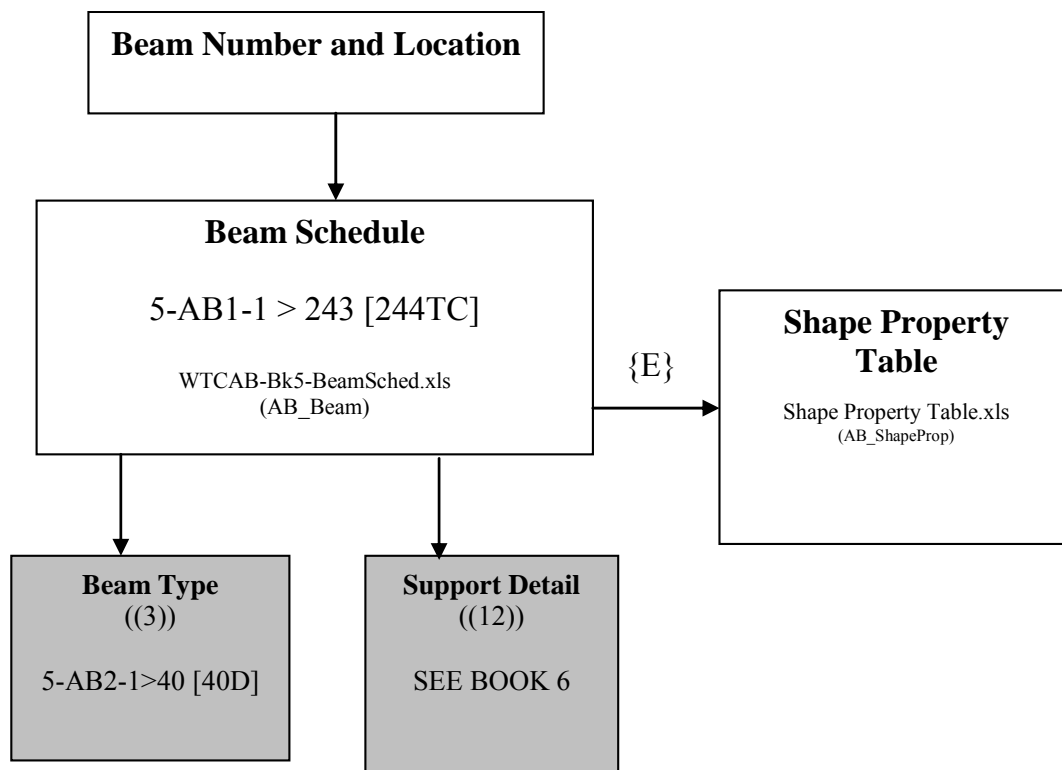 Beam Number and Location
Beam Schedule
5-AB1-1 > 243 [244TC]
WTCAB-Bk5-BeamSched.xls
(AB_Beam)
{E}
Shape Property
Table
Shape Property Table.xls
(AB_ShapeProp)
Beam Type
((3))
5-AB2-1>40 [40D]
Support Detail
((12))
SEE BOOK 6